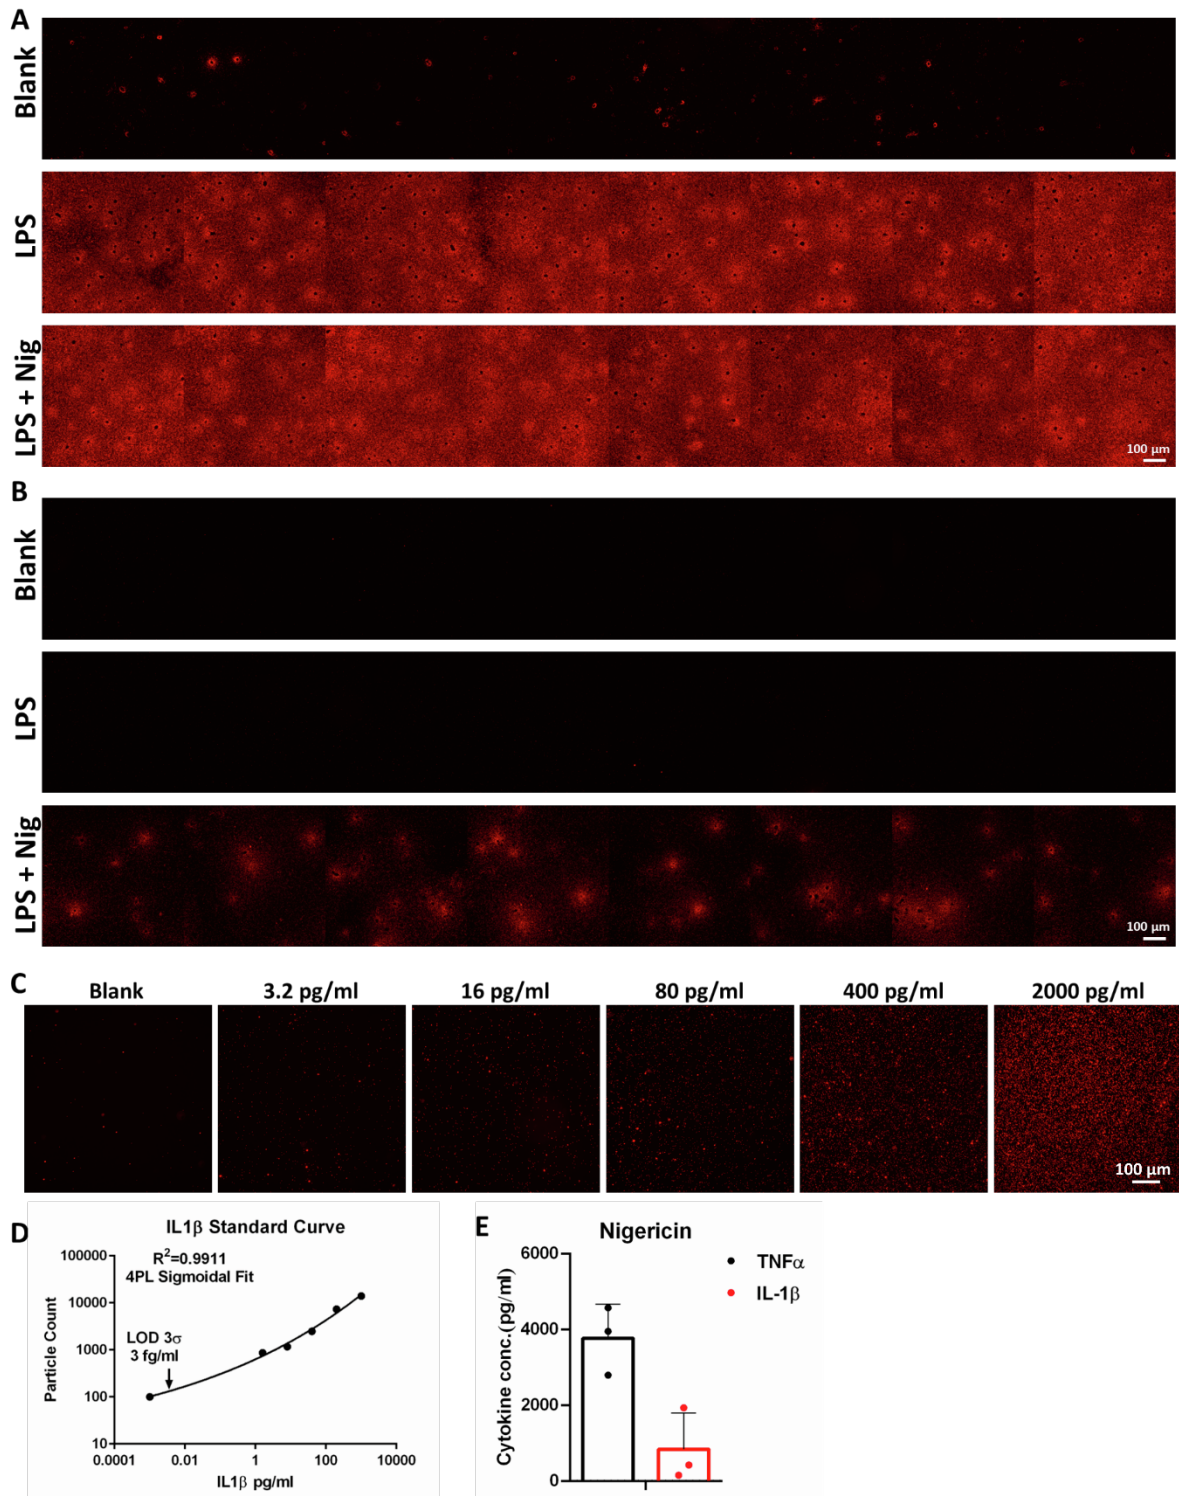 A
Blank
LPS
LPS + Nig
100 µm
B
Blank
LPS
LPS + Nig
100 µm
C
Blank 3.2 pg/ml 16 pg/ml 80 pg/ml 400 pg/ml 2000 pg/ml
100 µm
D
IL1β Standard Curve
R²=0.9911
4PL Sigmoidal Fit
LOD 3σ
3 fg/ml
Particle Count
100000
10000
1000
100
10
0.0001 0.01 1 100 10000
IL1β pg/ml
E
Nigericin
Cytokine conc.(pg/ml)
6000
4000
2000
0
TNFα
IL-1β